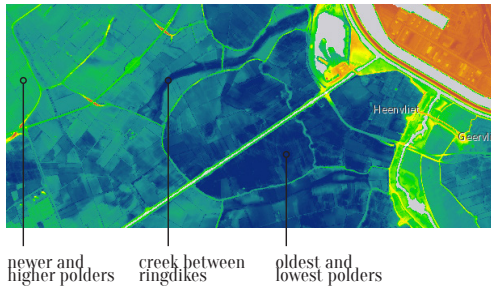 Heenvliet
Geervl
newer and
higher polders
creek between
ringdikes
oldest and
lowest polders